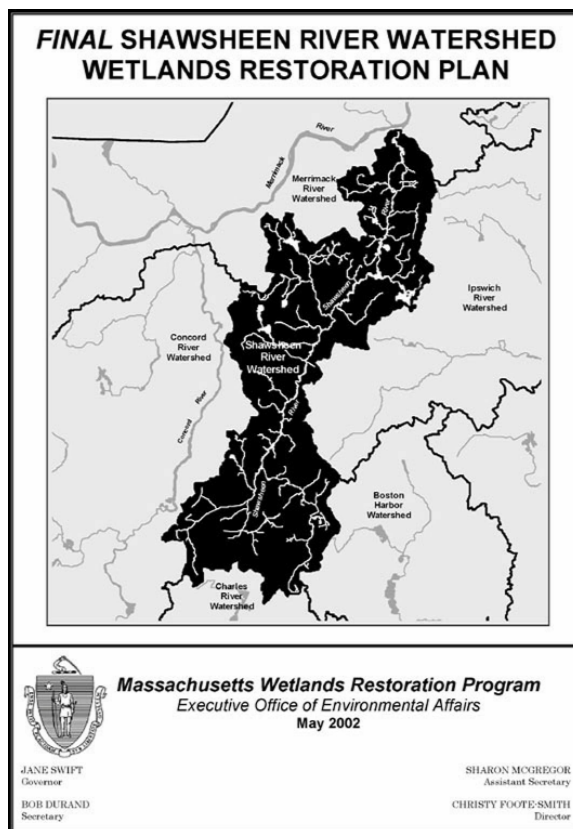 FINAL SHAWSHEEN RIVER WATERSHED
WETLANDS RESTORATION PLAN
Merrimack
River
Merrimack
River
Watershed
River
Shawsheen
Ipswich
River
Watershed
Concord
River
Watershed
Shawsheen
River
Watershed
Concord
River
River
Shawsheen
Boston
Harbor
Watershed
Charles
River
Watershed
Massachusetts Wetlands Restoration Program
Executive Office of Environmental Affairs
May 2002
JANE SWIFT
Governor
SHARON MCGREGOR
Assistant Secretary
BOB DURAND
Secretary
CHRISTY FOOTE-SMITH
Director